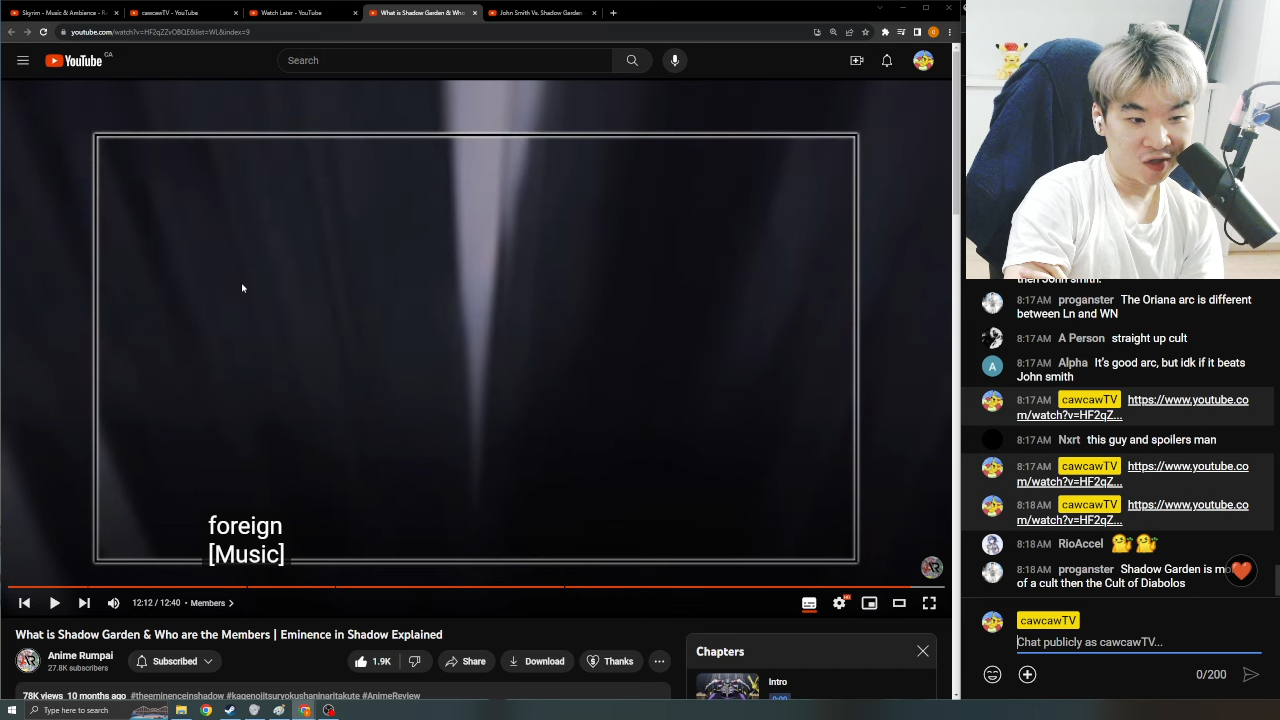 Skyrim - Music & Ambience - R
cawcawTV - YouTube
Watch Later - YouTube
What is Shadow Garden & Who
John Smith Vs. Shadow Garden
youtube.com/watch?v=HF2qZZvOBQE&list=WL&index=9
YouTube CA
Search
foreign
[Music]
12:12 / 12:40 • Members
What is Shadow Garden & Who are the Members | Eminence in Shadow Explained
Anime Rumpai
27.8K subscribers
Subscribed
1.9K
Share
Download
Thanks
78K views 10 months ago #theeminenceinshadow #kagenojitsuryokushaninaritakute #AnimeReview
Chapters
Intro
0:00
then John smith.
8:17 AM proganster The Oriana arc is different
between Ln and WN
8:17 AM A Person straight up cult
A
8:17 AM Alpha It's good arc, but idk if it beats
John smith
8:17 AM cawcawTV https://www.youtube.co
m/watch?v=HF2qZ...
8:17 AM Nxrt this guy and spoilers man
8:17 AM cawcawTV https://www.youtube.co
m/watch?v=HF2qZ...
8:18 AM cawcawTV https://www.youtube.co
m/watch?v=HF2qZ...
8:18 AM RioAccel
8:18 AM proganster Shadow Garden is mo
of a cult then the Cult of Diabolos
cawcawTV
Chat publicly as cawcawTV...
0/200
Type here to search